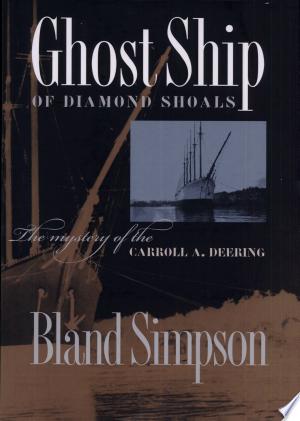 Ghost Ship
OF DIAMOND SHOALS
The mystery of the
CARROLL A. DEERING
Bland Simpson